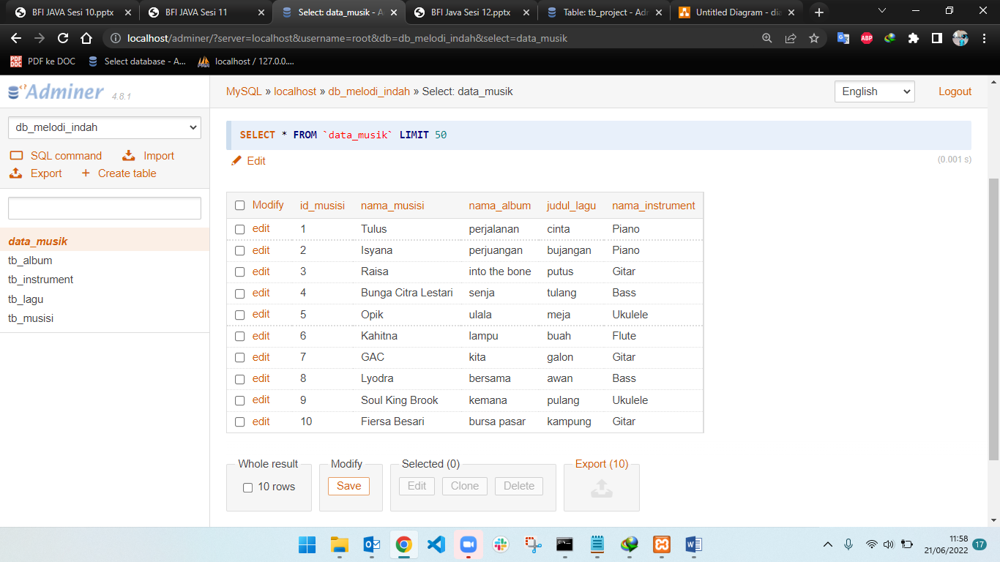 BFI JAVA Sesi 10.pptx BFI JAVA Sesi 11 Select: data_musik - A BFI Java Sesi 12.pptx Table: tb_project - Adr Untitled Diagram - dia
localhost/adminer/?server=localhost&username=root&db=db_melodi_indah&select=data_musik
PDF ke DOC Select database - A... localhost / 127.0.0....
Adminer 4.8.1
MySQL » localhost » db_melodi_indah » Select: data_musik English Logout
db_melodi_indah
SQL command Import
Export + Create table
data_musik
tb_album
tb_instrument
tb_lagu
tb_musisi
SELECT * FROM `data_musik` LIMIT 50
Edit (0.001 s)
Modify id_musisi nama_musisi nama_album judul_lagu nama_instrument
edit 1 Tulus perjalanan cinta Piano
edit 2 Isyana perjuangan bujangan Piano
edit 3 Raisa into the bone putus Gitar
edit 4 Bunga Citra Lestari senja tulang Bass
edit 5 Opik ulala meja Ukulele
edit 6 Kahitna lampu buah Flute
edit 7 GAC kita galon Gitar
edit 8 Lyodra bersama awan Bass
edit 9 Soul King Brook kemana pulang Ukulele
edit 10 Fiersa Besari bursa pasar kampung Gitar
Whole result Modify Selected (0) Export (10)
10 rows Save Edit Clone Delete
11:58
21/06/2022 17